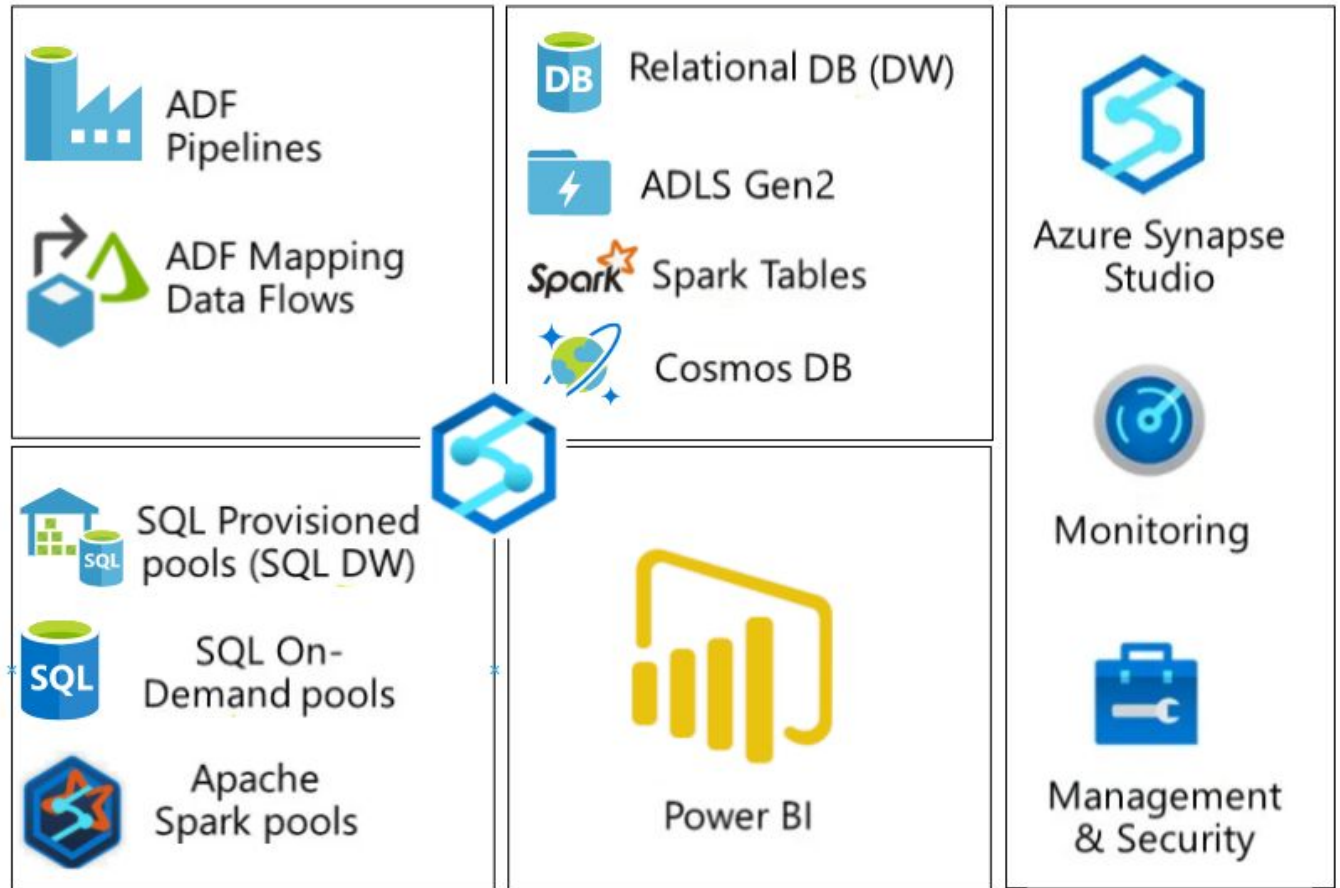 ADF
Pipelines
ADF Mapping
Data Flows
DB
Relational DB (DW)
ADLS Gen2
Spark
Spark Tables
Cosmos DB
SQL
SQL Provisioned
pools (SQL DW)
SQL
SQL On-
Demand pools
Apache
Spark pools
Power BI
Azure Synapse
Studio
Monitoring
Management
& Security